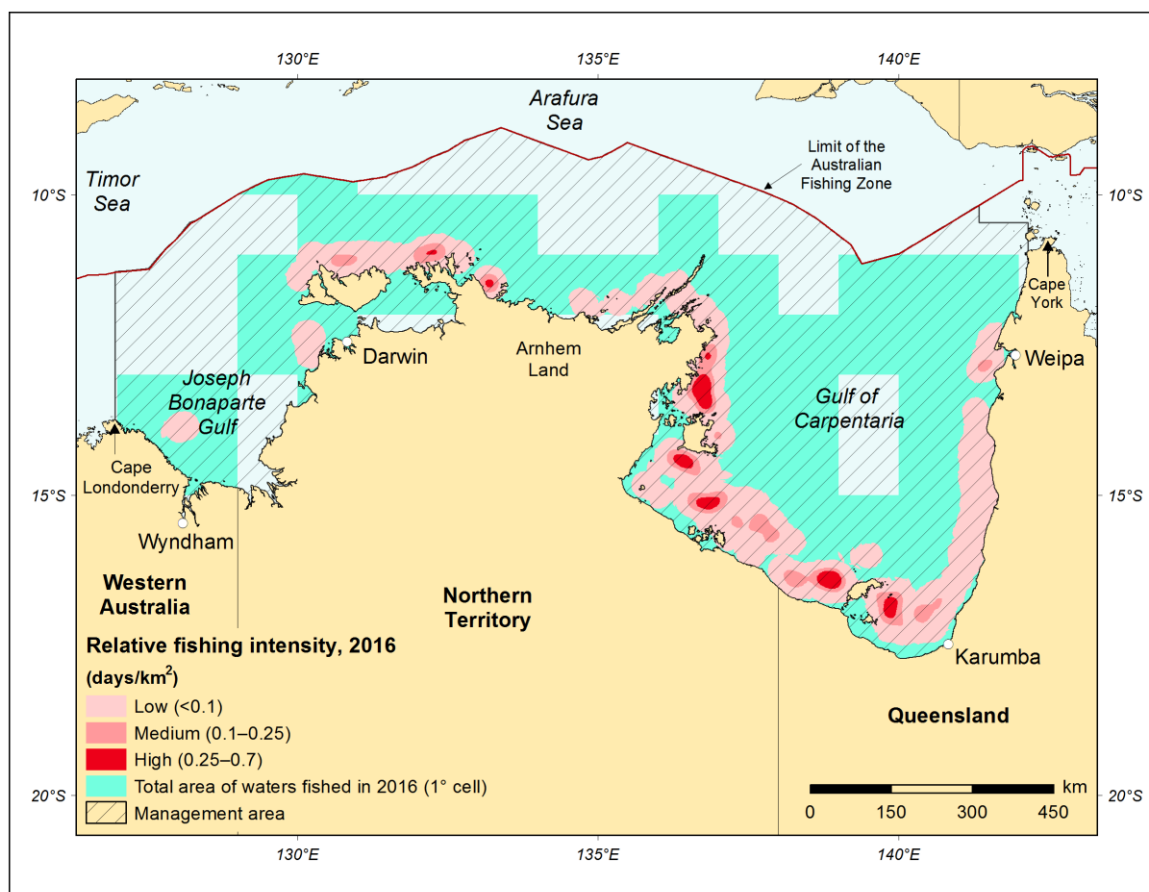 130°E
135°E
140°E
Arafura
Sea
Limit of the
Australian
Fishing Zone
Timor
Sea
10°S
10°S
Cape
York
Darwin
Arnhem
Land
Weipa
Joseph
Bonaparte
Gulf
Gulf of
Carpentaria
Cape
Londonderry
15°S
15°S
Wyndham
Western
Australia
Northern
Territory
Karumba
Queensland
Relative fishing intensity, 2016
(days/km²)
Low (<0.1)
Medium (0.1–0.25)
High (0.25–0.7)
Total area of waters fished in 2016 (1° cell)
Management area
km
0 150 300 450
20°S
20°S
130°E
135°E
140°E